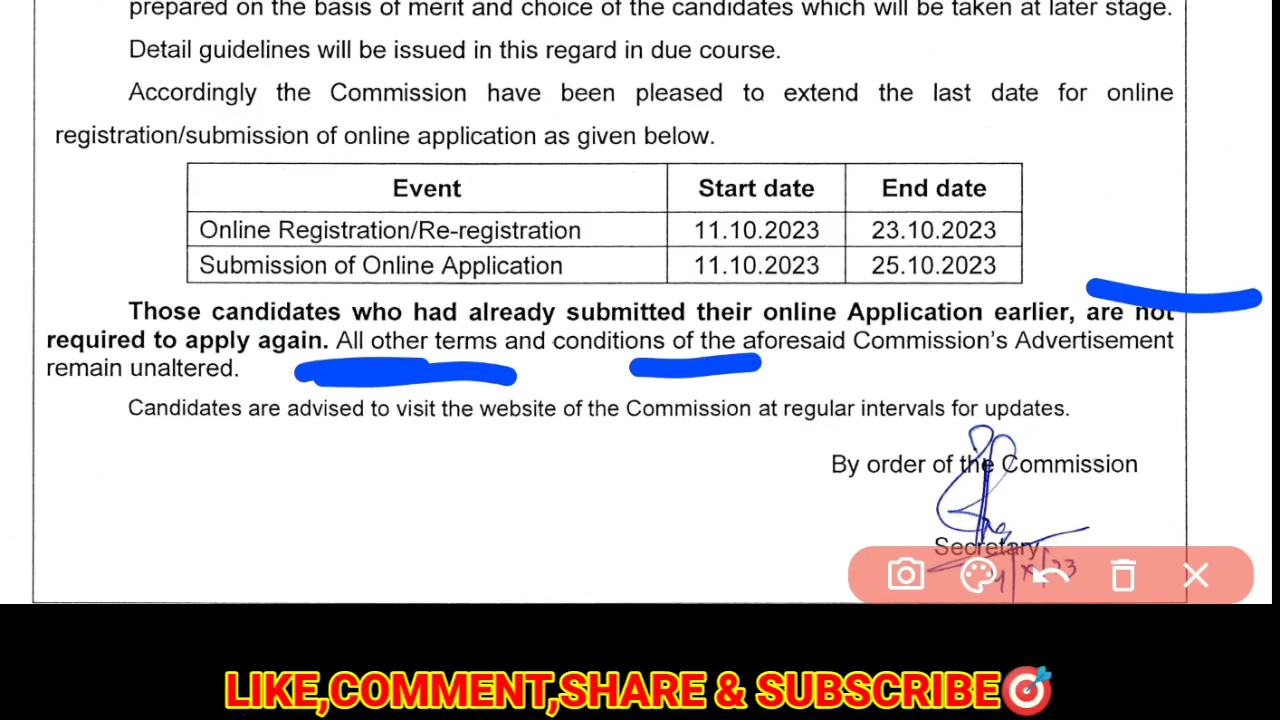 prepared on the basis of merit and choice of the candidates which will be taken at later stage.
Detail guidelines will be issued in this regard in due course.
Accordingly the Commission have been pleased to extend the last date for online
registration/submission of online application as given below.
Event Start date End date
Online Registration/Re-registration 11.10.2023 23.10.2023
Submission of Online Application 11.10.2023 25.10.2023
Those candidates who had already submitted their online Application earlier, are not
required to apply again. All other terms and conditions of the aforesaid Commission's Advertisement
remain unaltered.
Candidates are advised to visit the website of the Commission at regular intervals for updates.
By order of the Commission
Secretary
LIKE,COMMENT,SHARE & SUBSCRIBE🎯